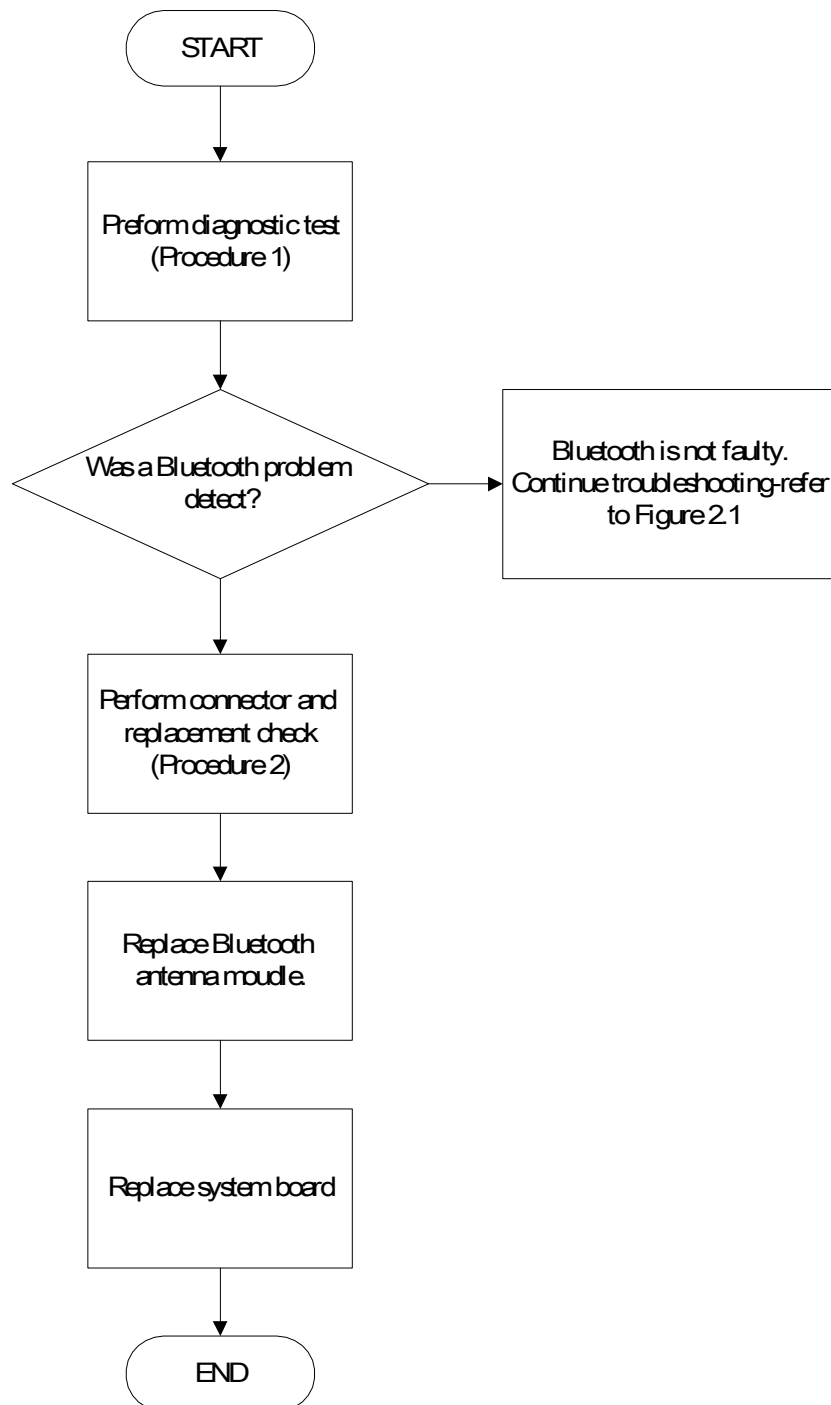 START
Preform diagnostic test
(Procedure 1)
Was a Bluetooth problem
detect?
Bluetooth is not faulty.
Continue troubleshooting-refer
to Figure 2.1
Perform connector and
replacement check
(Procedure 2)
Replace Bluetooth
antenna moudle.
Replace system board
END